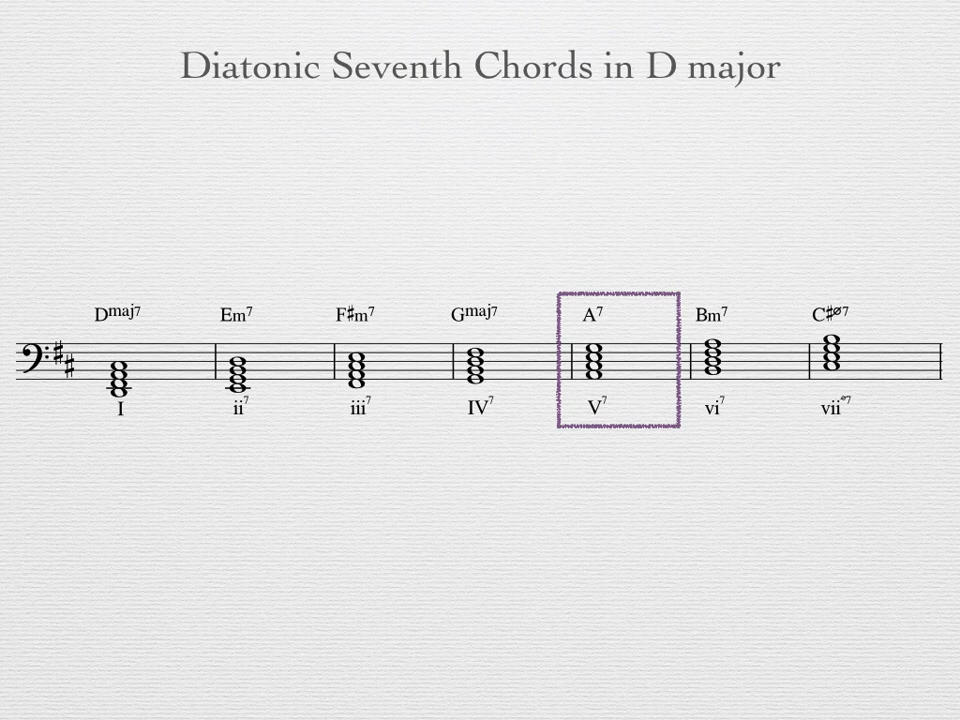 Diatonic Seventh Chords in D major
Dmaj7 Em7 F♯m7 Gmaj7 A7 Bm7 C♯ø7
I ii7 iii7 IV7 V7 vi7 viiø7